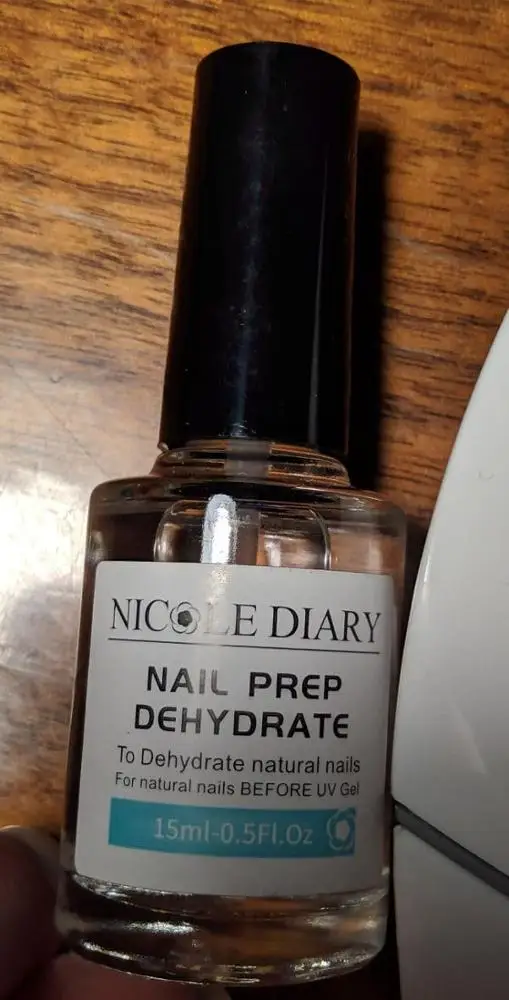 NICOLE DIARY
NAIL PREP
DEHYDRATE
To Dehydrate natural nails
For natural nails BEFORE UV Gel
15ml-0.5Fl.Oz